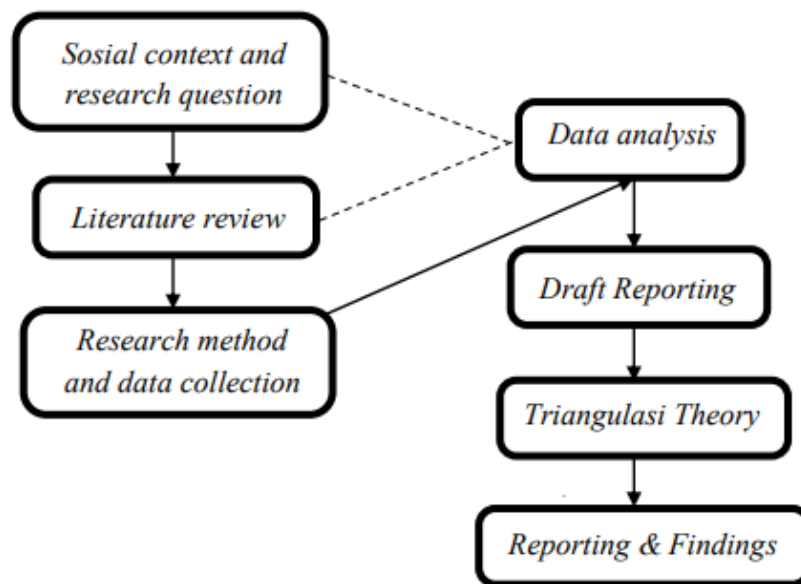 Sosial context and
research question
Literature review
Research method
and data collection
Data analysis
Draft Reporting
Triangulasi Theory
Reporting & Findings